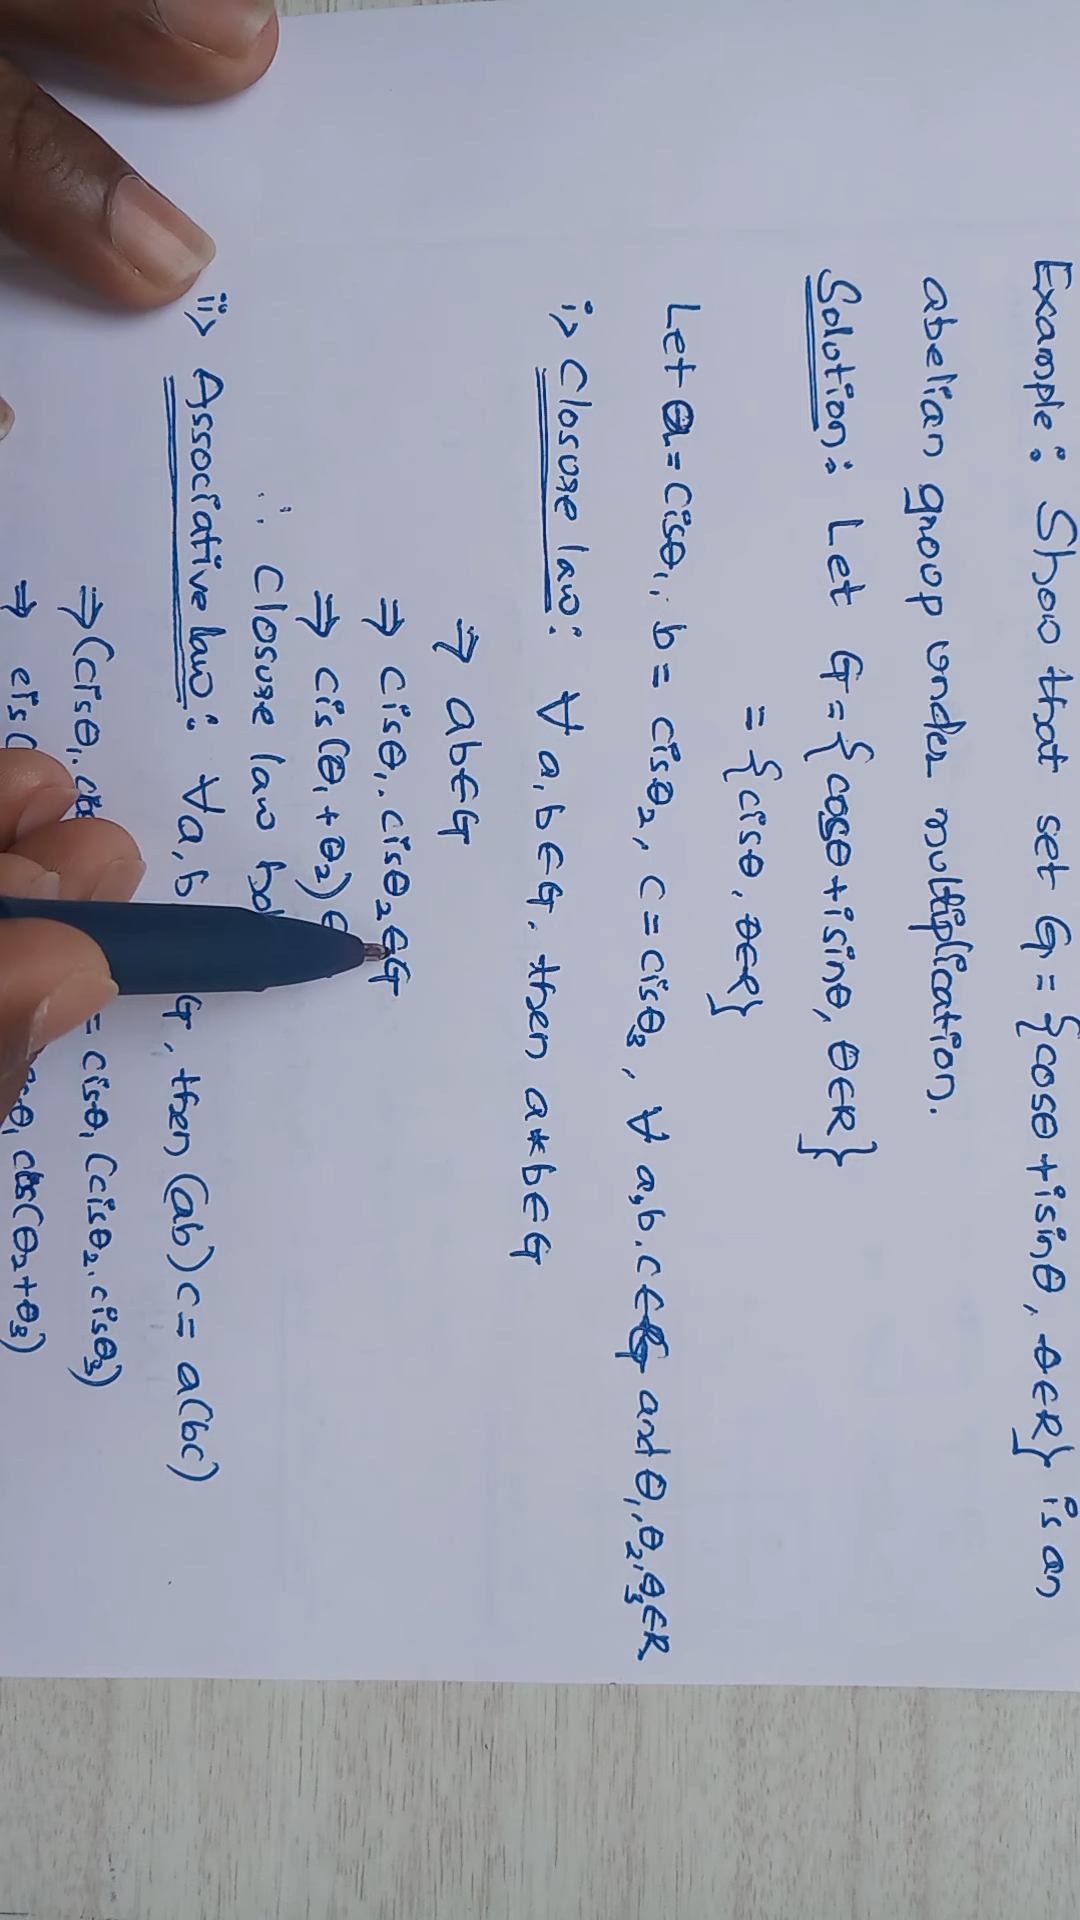 Example: Show that set G = {cosθ + isinθ, θ∈R} is an
abelian group under multiplication.
Solution: Let G = {cosθ + isinθ, θ∈R}
= {cisθ, θ∈R}
Let a = cisθ₁, b = cisθ₂, c = cisθ₃, ∀ a,b,c ∈ G and θ₁,θ₂,θ₃∈R
i> Closure law: ∀ a,b ∈ G, then a*b ∈ G
⇒ ab∈G
⇒ cisθ₁. cisθ₂∈G
⇒ cis(θ₁+θ₂)
∴ Closure law
ii> Associative law: ∀ a,b G, then (ab)c = a(bc)
⇒ (cisθ₁. = cisθ₁ (cisθ₂. cisθ₃)
⇒ cis( (θ₂+θ₃)